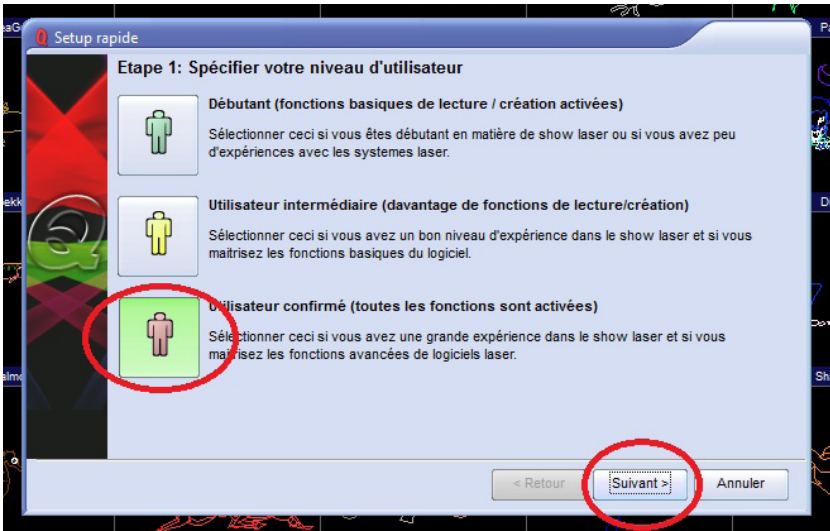 Setup rapide
Etape 1: Spécifier votre niveau d'utilisateur
Débutant (fonctions basiques de lecture / création activées)
Sélectionner ceci si vous êtes débutant en matière de show laser ou si vous avez peu
d'expériences avec les systemes laser.
Utilisateur intermédiaire (davantage de fonctions de lecture/création)
Sélectionner ceci si vous avez un bon niveau d'expérience dans le show laser et si vous
maitrisez les fonctions basiques du logiciel.
Utilisateur confirmé (toutes les fonctions sont activées)
Sélectionner ceci si vous avez une grande expérience dans le show laser et si vous
maitrisez les fonctions avancées de logiciels laser.
< Retour
Suivant >
Annuler